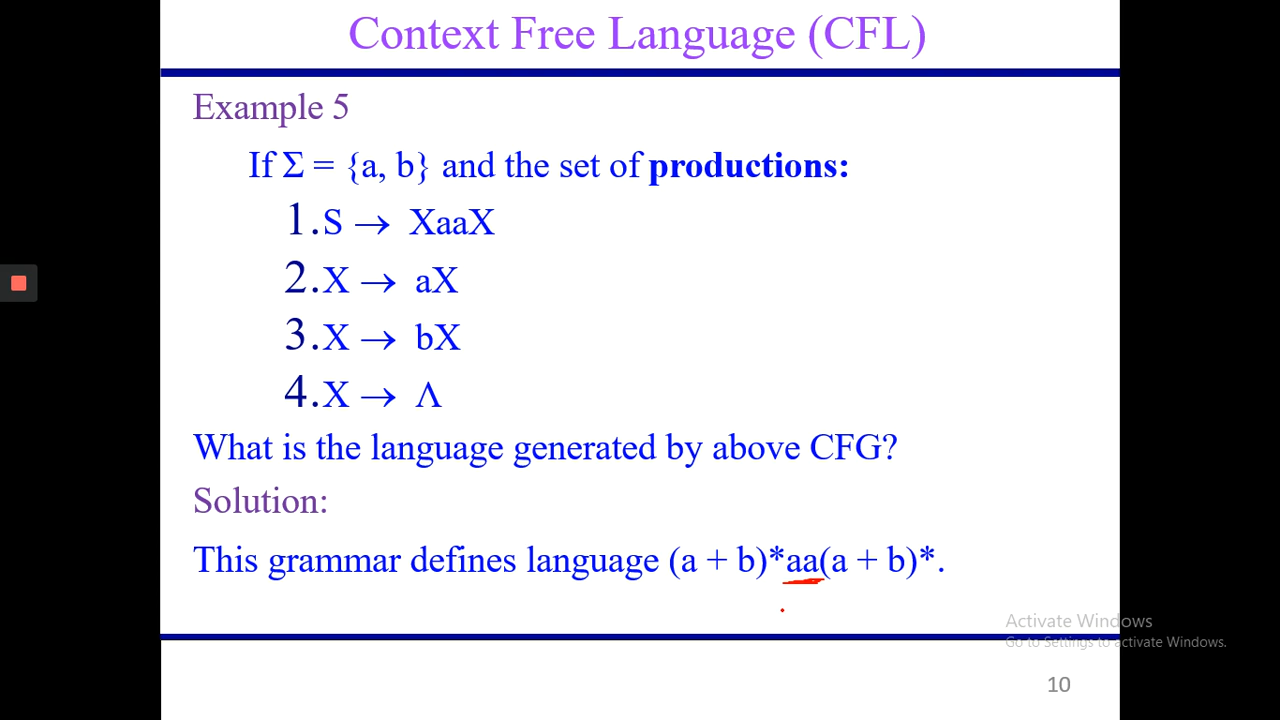 Context Free Language (CFL)
Example 5
If Σ = {a, b} and the set of productions:
1.S → XaaX
2.X → aX
3.X → bX
4.X → Λ
What is the language generated by above CFG?
Solution:
This grammar defines language (a + b)*aa(a + b)*.
Activate Windows
Go to Settings to activate Windows.
10